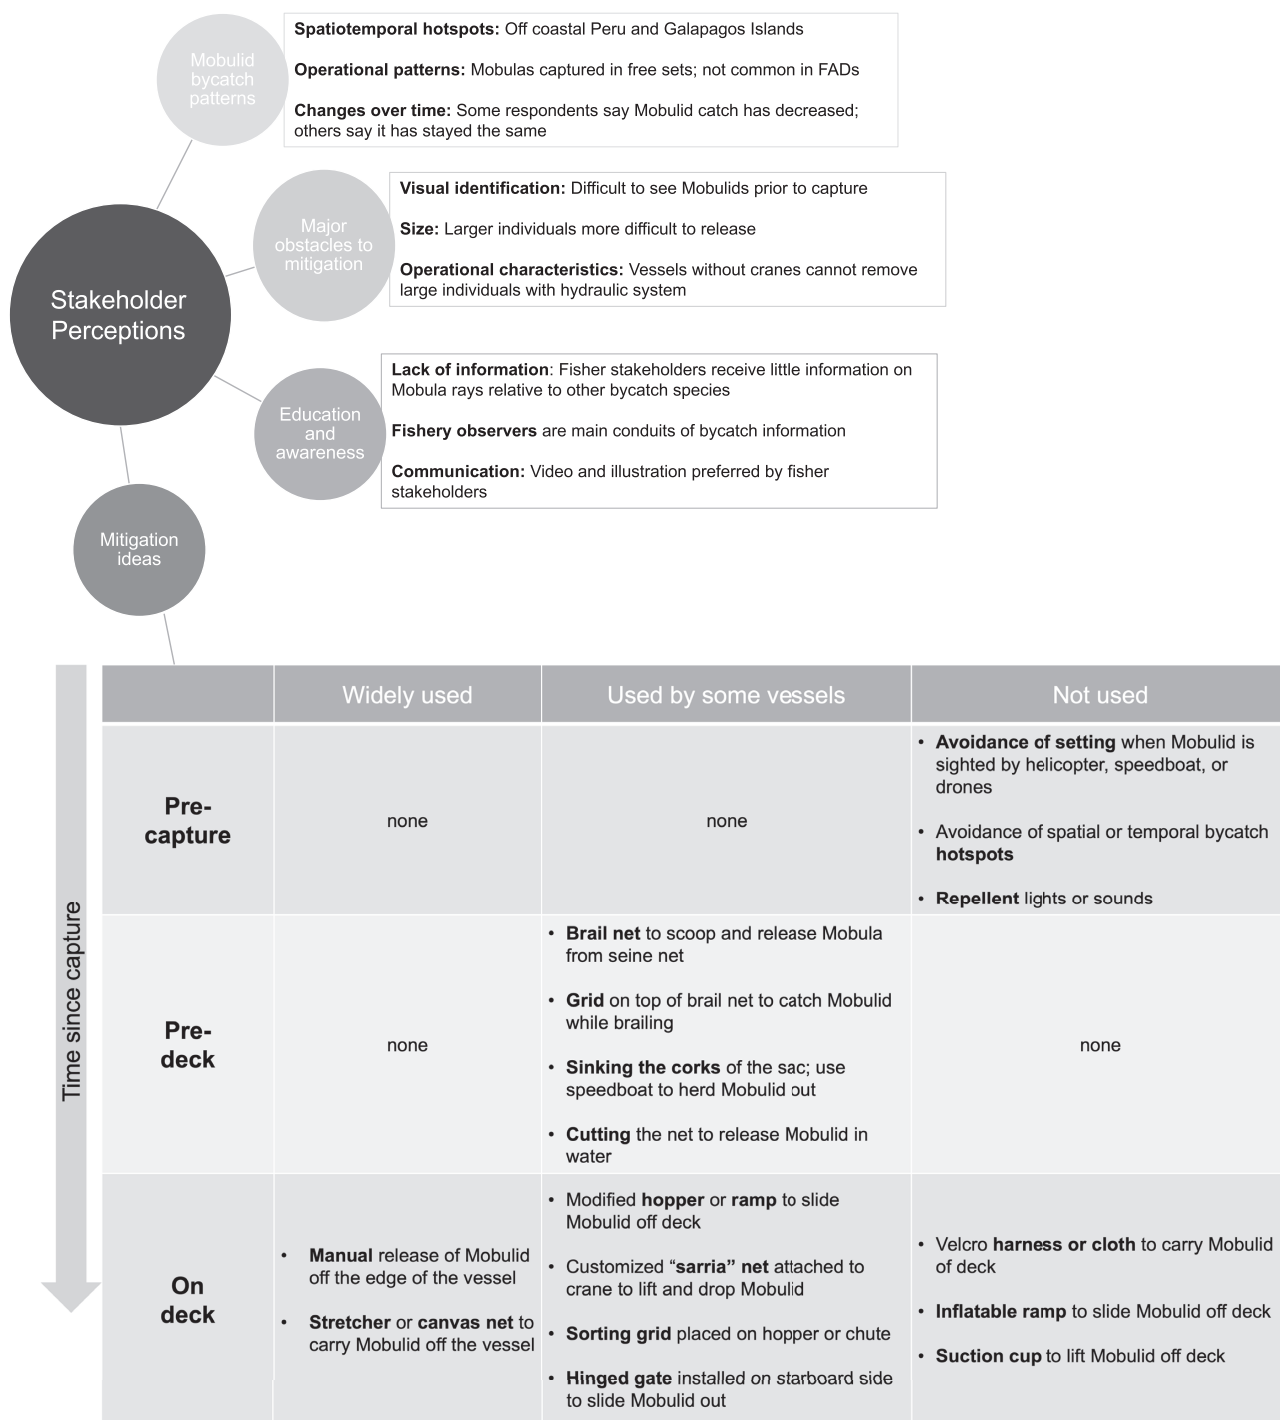 Mobulid
bycatch
patterns
Spatiotemporal hotspots: Off coastal Peru and Galapagos Islands
Operational patterns: Mobulas captured in free sets; not common in FADs
Changes over time: Some respondents say Mobulid catch has decreased;
others say it has stayed the same
Major
obstacles to
mitigation
Visual identification: Difficult to see Mobulids prior to capture
Size: Larger individuals more difficult to release
Operational characteristics: Vessels without cranes cannot remove
large individuals with hydraulic system
Stakeholder
Perceptions
Education
and
awareness
Lack of information: Fisher stakeholders receive little information on
Mobula rays relative to other bycatch species
Fishery observers are main conduits of bycatch information
Communication: Video and illustration preferred by fisher
stakeholders
Mitigation
ideas
Time since capture
Widely used
Used by some vessels
Not used
Pre-
capture
none
none
• Avoidance of setting when Mobulid is
sighted by helicopter, speedboat, or
drones
• Avoidance of spatial or temporal bycatch
hotspots
• Repellent lights or sounds
Pre-
deck
none
• Brail net to scoop and release Mobula
from seine net
• Grid on top of brail net to catch Mobulid
while brailing
• Sinking the corks of the sac; use
speedboat to herd Mobulid out
• Cutting the net to release Mobulid in
water
none
On
deck
• Manual release of Mobulid
off the edge of the vessel
• Stretcher or canvas net to
carry Mobulid off the vessel
• Modified hopper or ramp to slide
Mobulid off deck
• Customized “sarria” net attached to
crane to lift and drop Mobulid
• Sorting grid placed on hopper or chute
• Hinged gate installed on starboard side
to slide Mobulid out
• Velcro harness or cloth to carry Mobulid
of deck
• Inflatable ramp to slide Mobulid off deck
• Suction cup to lift Mobulid off deck